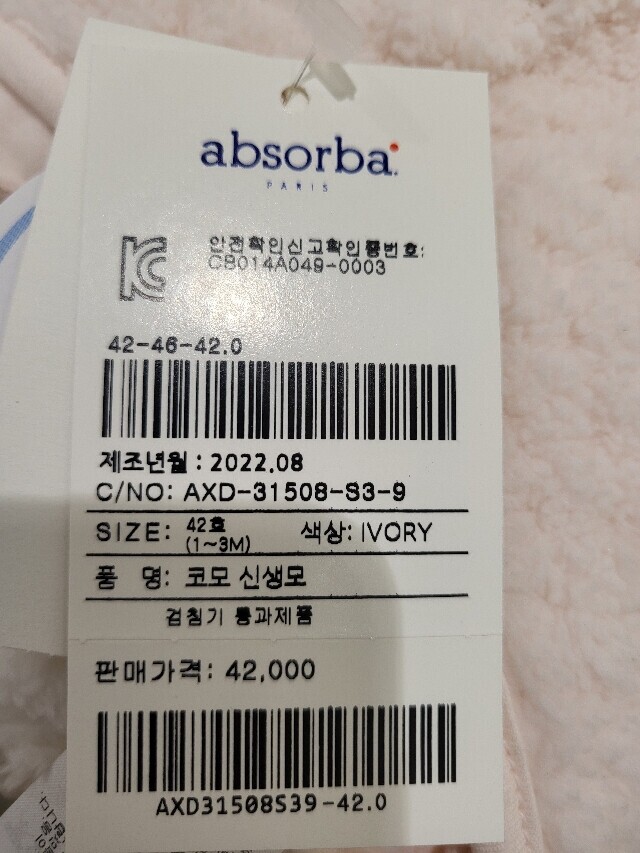 absorba.
PARIS
안전확인신고확인증번호:
CB014A049-0003
42-46-42.0
제조년월 : 2022.08
C/NO: AXD-31508-S3-9
SIZE: 42호 (1~3M) 색상: IVORY
품 명: 코모 신생모
검침기 통과제품
판매가격: 42,000
AXD31508S39-42.0